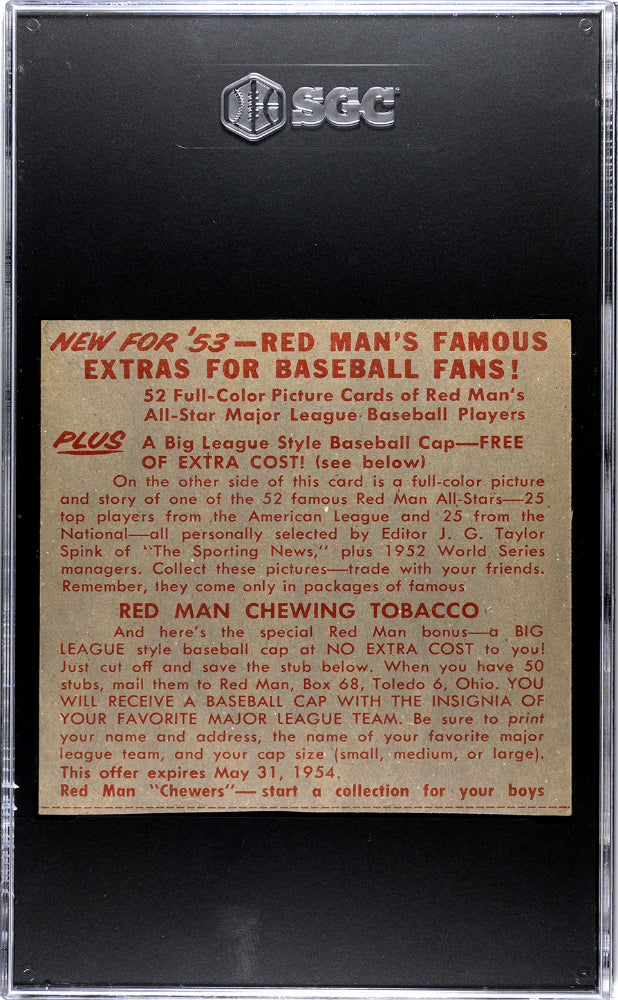 SGC
NEW FOR '53—RED MAN'S FAMOUS
EXTRAS FOR BASEBALL FANS!
52 Full-Color Picture Cards of Red Man's
All-Star Major League Baseball Players
PLUS A Big League Style Baseball Cap—FREE
OF EXTRA COST! (see below)
On the other side of this card is a full-color picture
and story of one of the 52 famous Red Man All-Stars—25
top players from the American League and 25 from the
National—all personally selected by Editor J. G. Taylor
Spink of "The Sporting News," plus 1952 World Series
managers. Collect these pictures—trade with your friends.
Remember, they come only in packages of famous
RED MAN CHEWING TOBACCO
And here's the special Red Man bonus—a BIG
LEAGUE style baseball cap at NO EXTRA COST to you!
Just cut off and save the stub below. When you have 50
stubs, mail them to Red Man, Box 68, Toledo 6, Ohio. YOU
WILL RECEIVE A BASEBALL CAP WITH THE INSIGNIA OF
YOUR FAVORITE MAJOR LEAGUE TEAM. Be sure to print
your name and address, the name of your favorite major
league team, and your cap size (small, medium, or large).
This offer expires May 31, 1954.
Red Man "Chewers"—start a collection for your boys